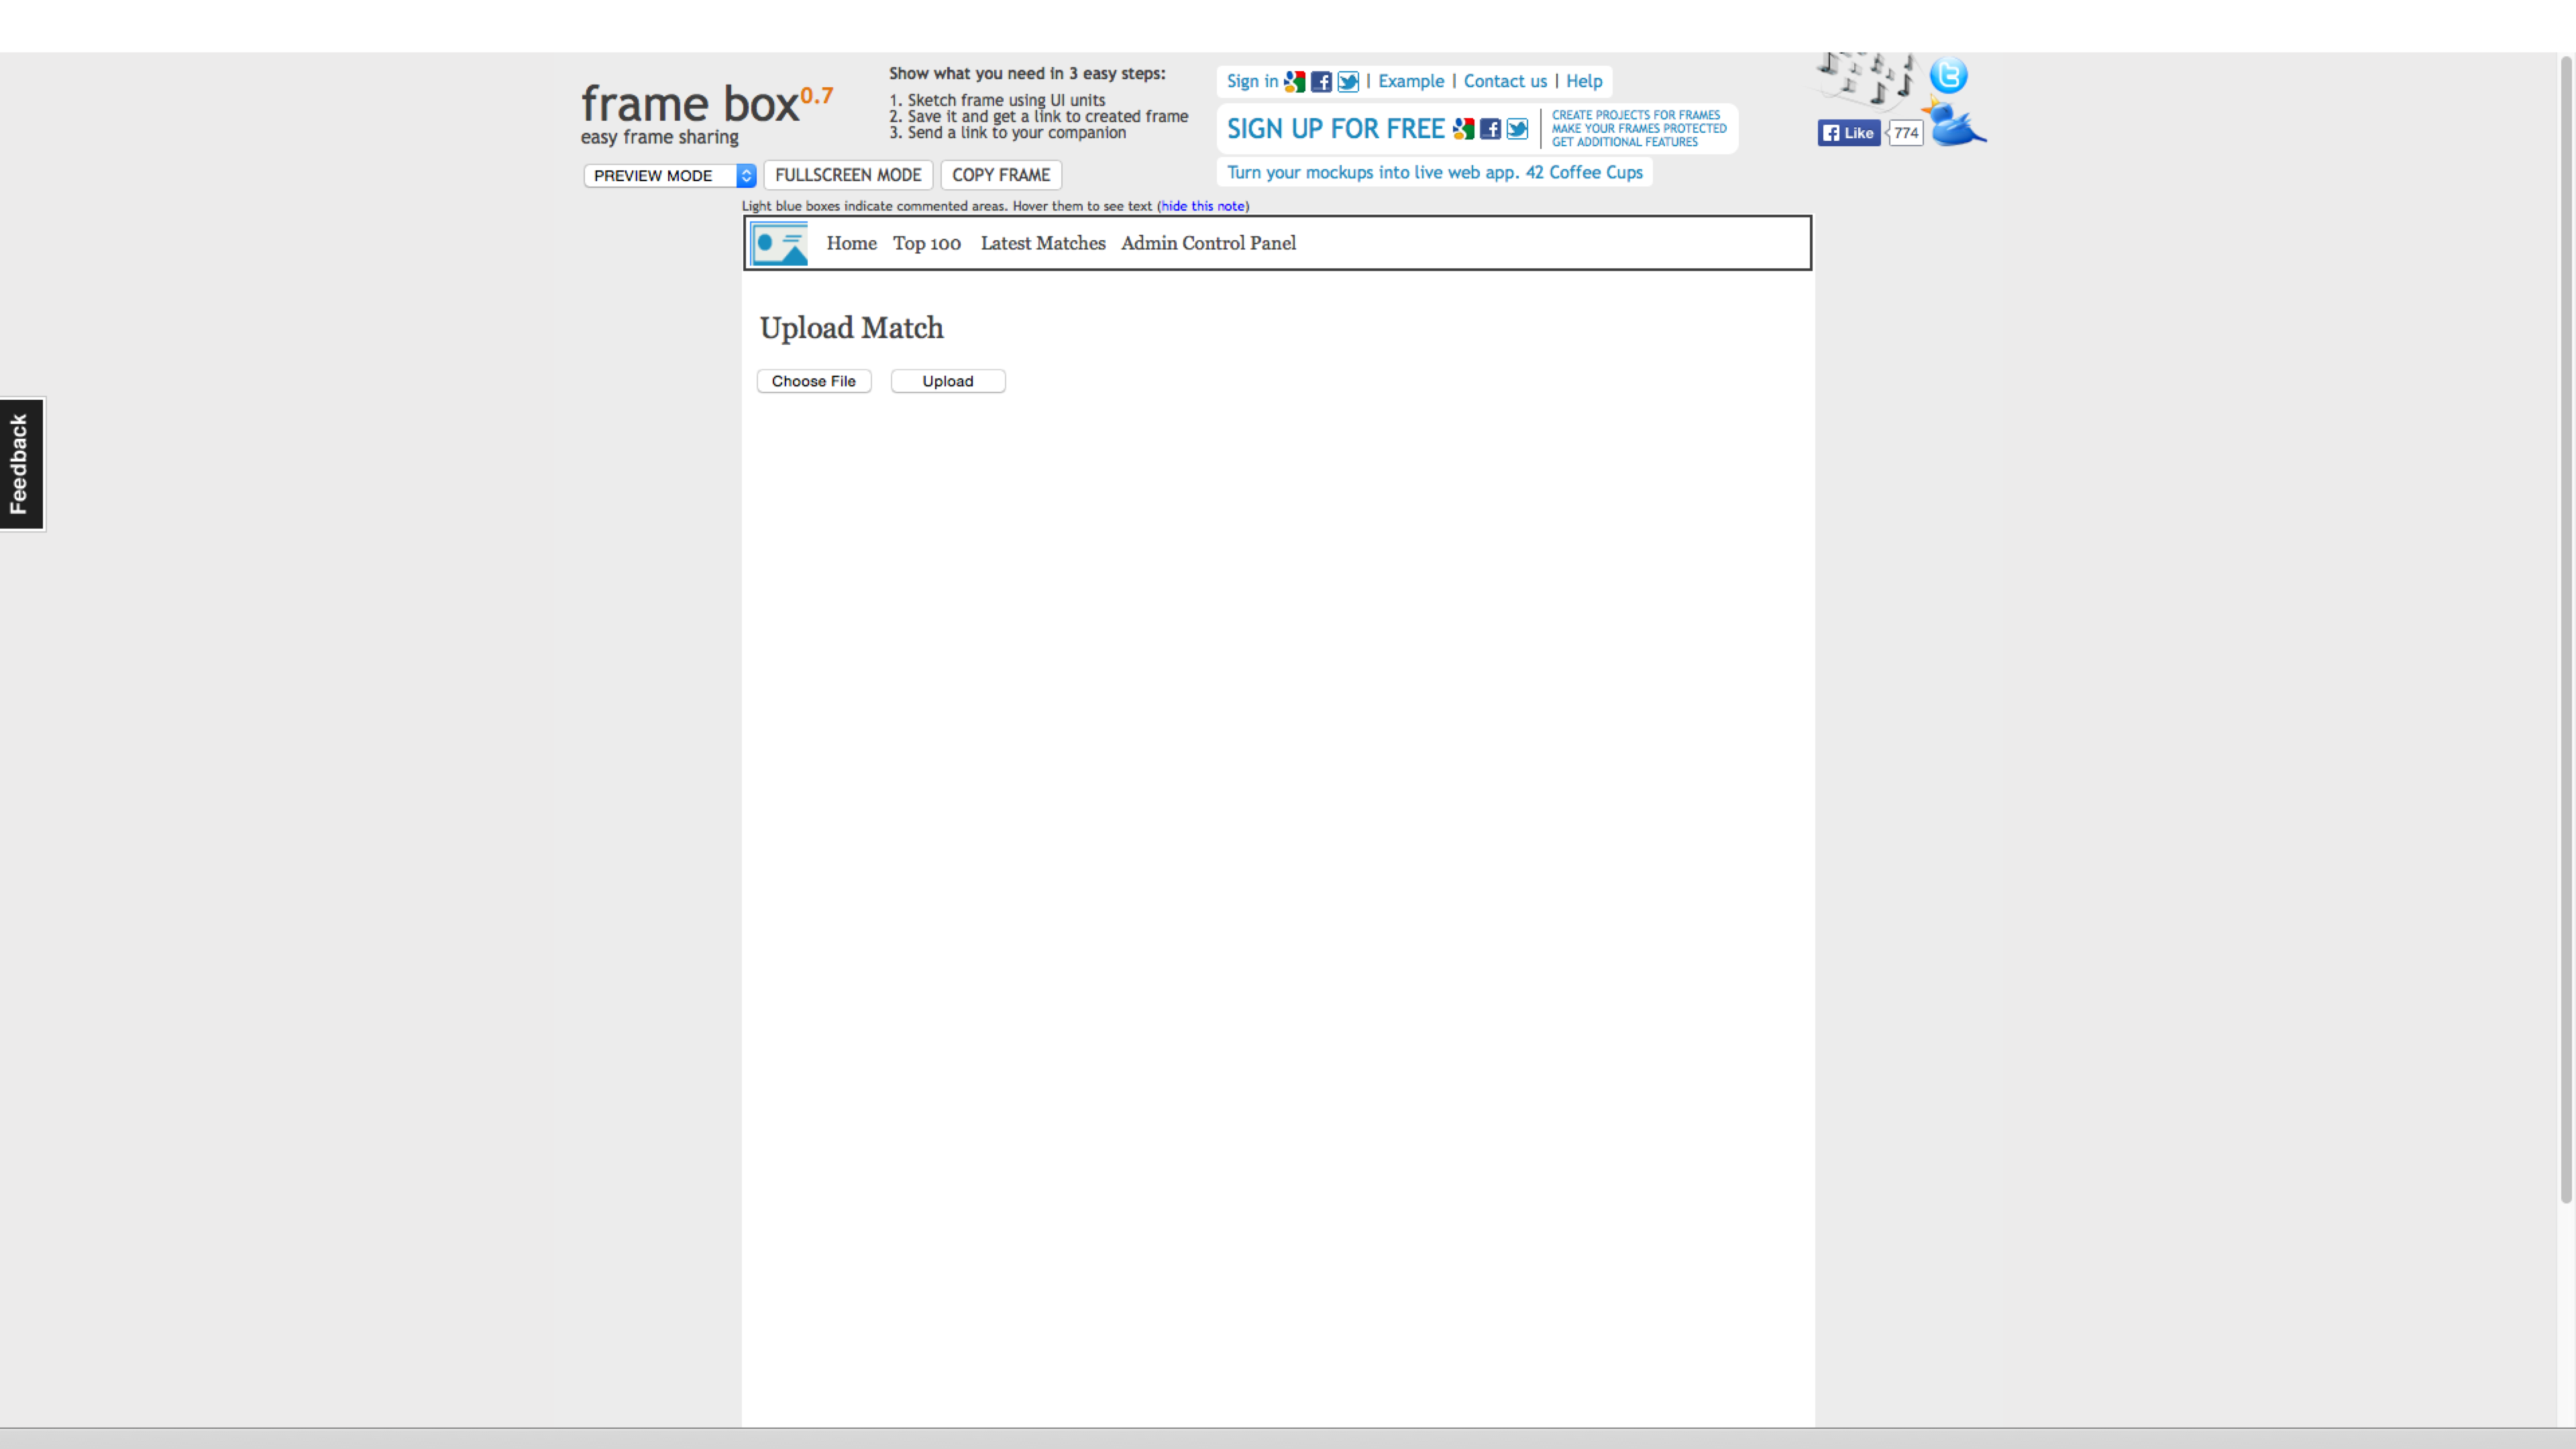 frame box0.7
easy frame sharing
Show what you need in 3 easy steps:
1. Sketch frame using UI units
2. Save it and get a link to created frame
3. Send a link to your companion
Sign in | Example | Contact us | Help
SIGN UP FOR FREE
CREATE PROJECTS FOR FRAMES
MAKE YOUR FRAMES PROTECTED
GET ADDITIONAL FEATURES
Turn your mockups into live web app. 42 Coffee Cups
Like 774
PREVIEW MODE FULLSCREEN MODE COPY FRAME
Light blue boxes indicate commented areas. Hover them to see text (hide this note)
Home Top 100 Latest Matches Admin Control Panel
Upload Match
Choose File Upload
Feedback